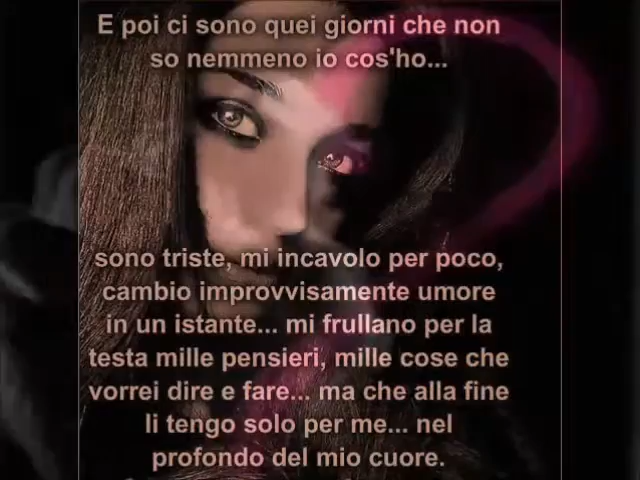 E poi ci sono quei giorni che non
so nemmeno io cos'ho...
sono triste, mi incavolo per poco,
cambio improvvisamente umore
in un istante... mi frullano per la
testa mille pensieri, mille cose che
vorrei dire e fare... ma che alla fine
li tengo solo per me... nel
profondo del mio cuore.